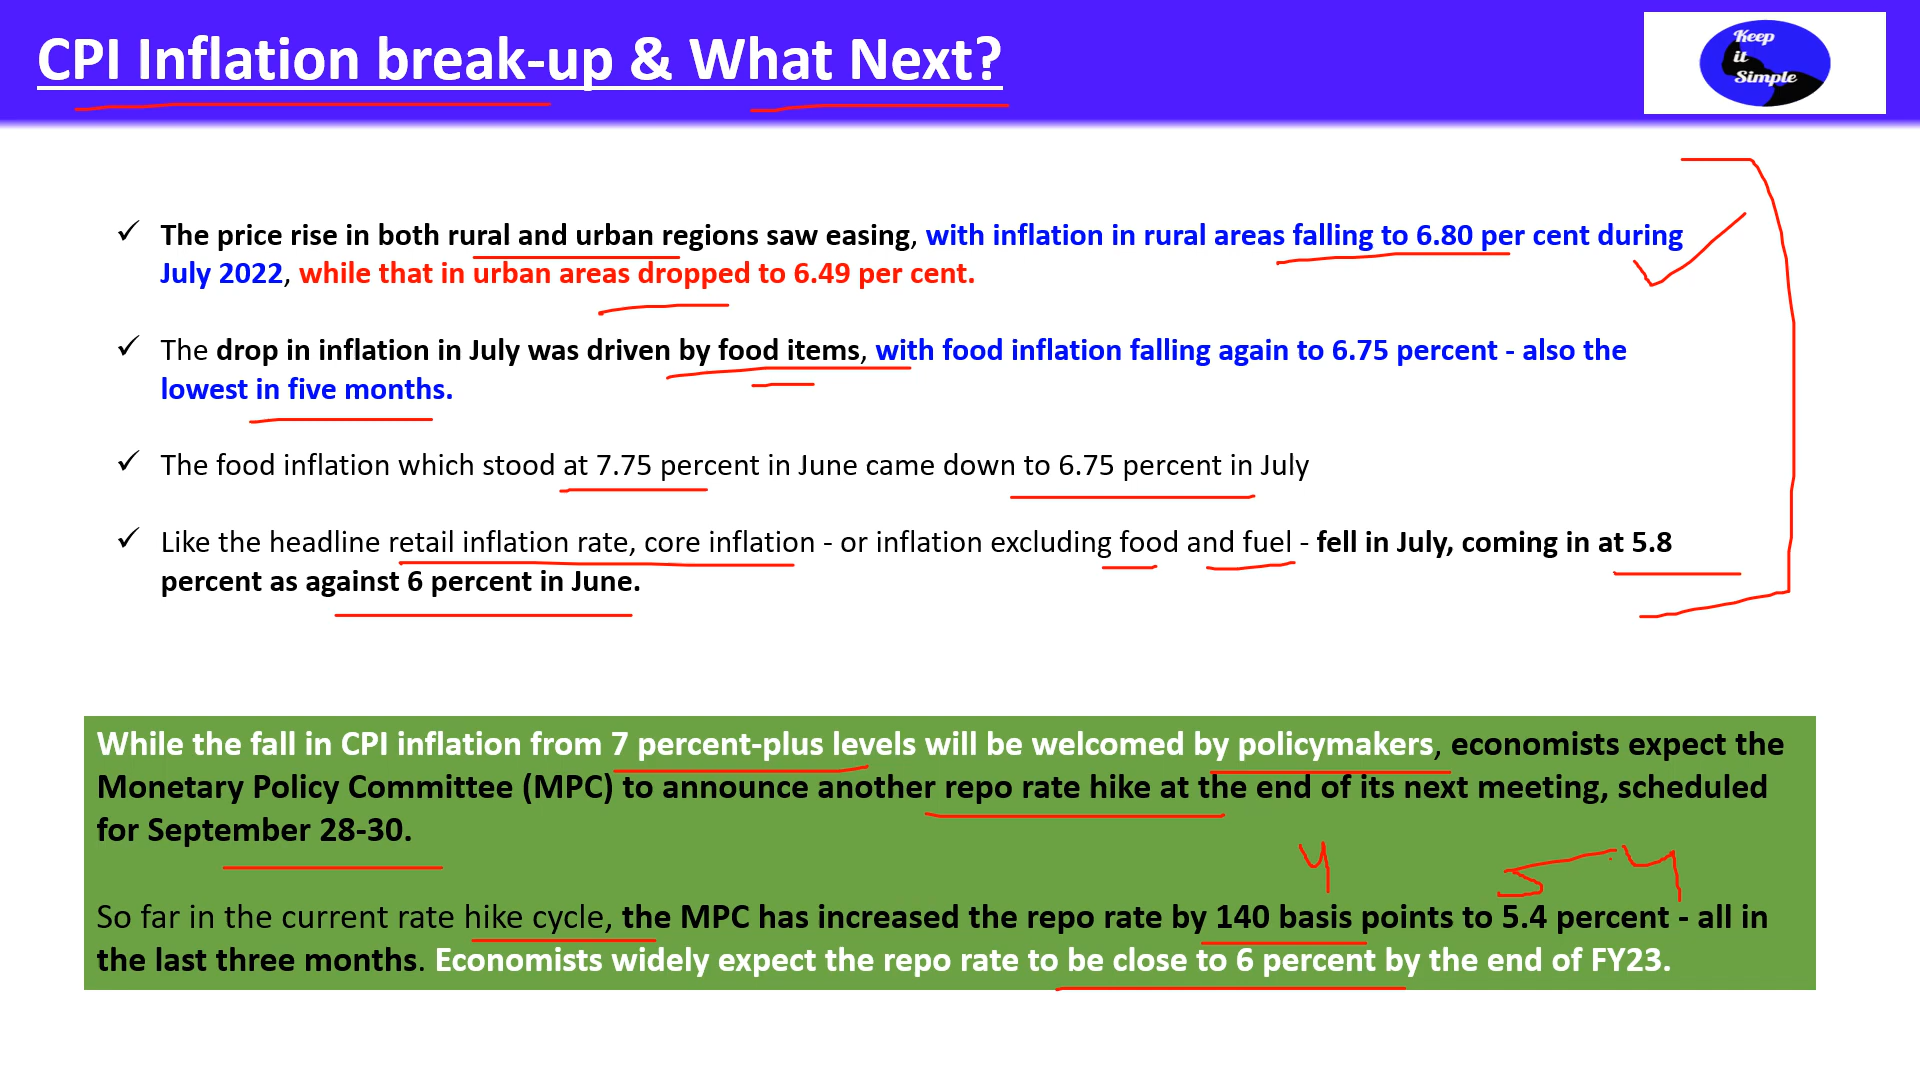 CPI Inflation break-up & What Next?
Keep
it
Simple
✓ The price rise in both rural and urban regions saw easing, with inflation in rural areas falling to 6.80 per cent during
July 2022, while that in urban areas dropped to 6.49 per cent.
✓ The drop in inflation in July was driven by food items, with food inflation falling again to 6.75 percent - also the
lowest in five months.
✓ The food inflation which stood at 7.75 percent in June came down to 6.75 percent in July
✓ Like the headline retail inflation rate, core inflation - or inflation excluding food and fuel - fell in July, coming in at 5.8
percent as against 6 percent in June.
While the fall in CPI inflation from 7 percent-plus levels will be welcomed by policymakers, economists expect the
Monetary Policy Committee (MPC) to announce another repo rate hike at the end of its next meeting, scheduled
for September 28-30.
4 5.4
So far in the current rate hike cycle, the MPC has increased the repo rate by 140 basis points to 5.4 percent - all in
the last three months. Economists widely expect the repo rate to be close to 6 percent by the end of FY23.